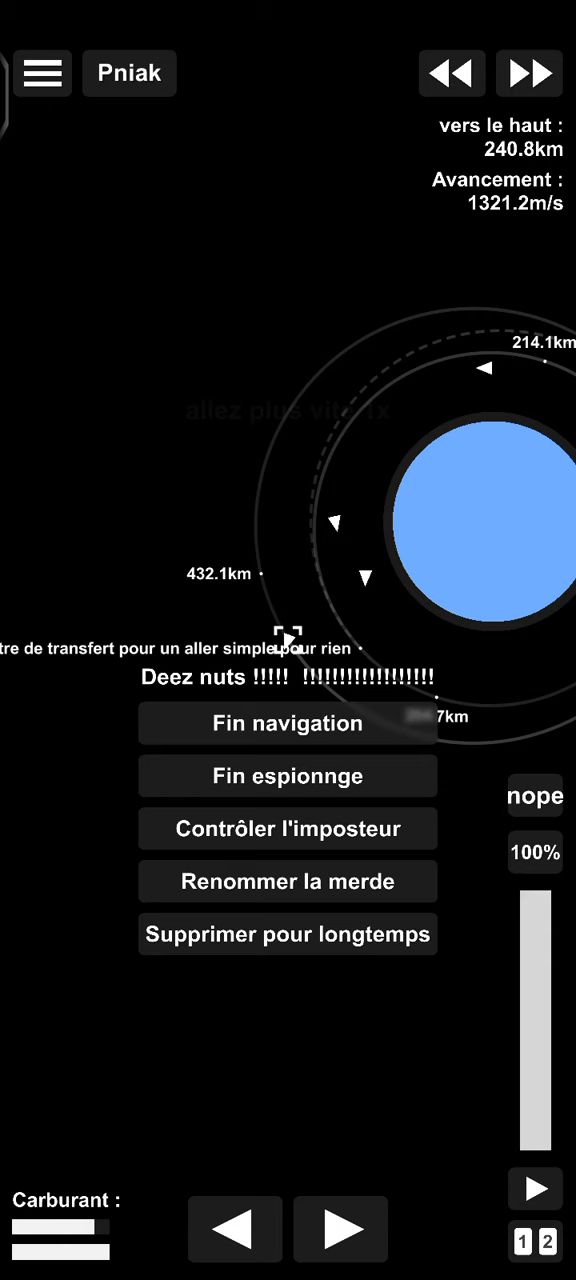 Pniak
vers le haut :
240.8km
Avancement :
1321.2m/s
214.1km
allez plus vite 1x
432.1km
tre de transfert pour un aller simple pour rien
Deez nuts !!!!!  !!!!!!!!!!!!!!!!!!
7km
Fin navigation
Fin espionnge
nope
Contrôler l'imposteur
100%
Renommer la merde
Supprimer pour longtemps
Carburant :
1 2